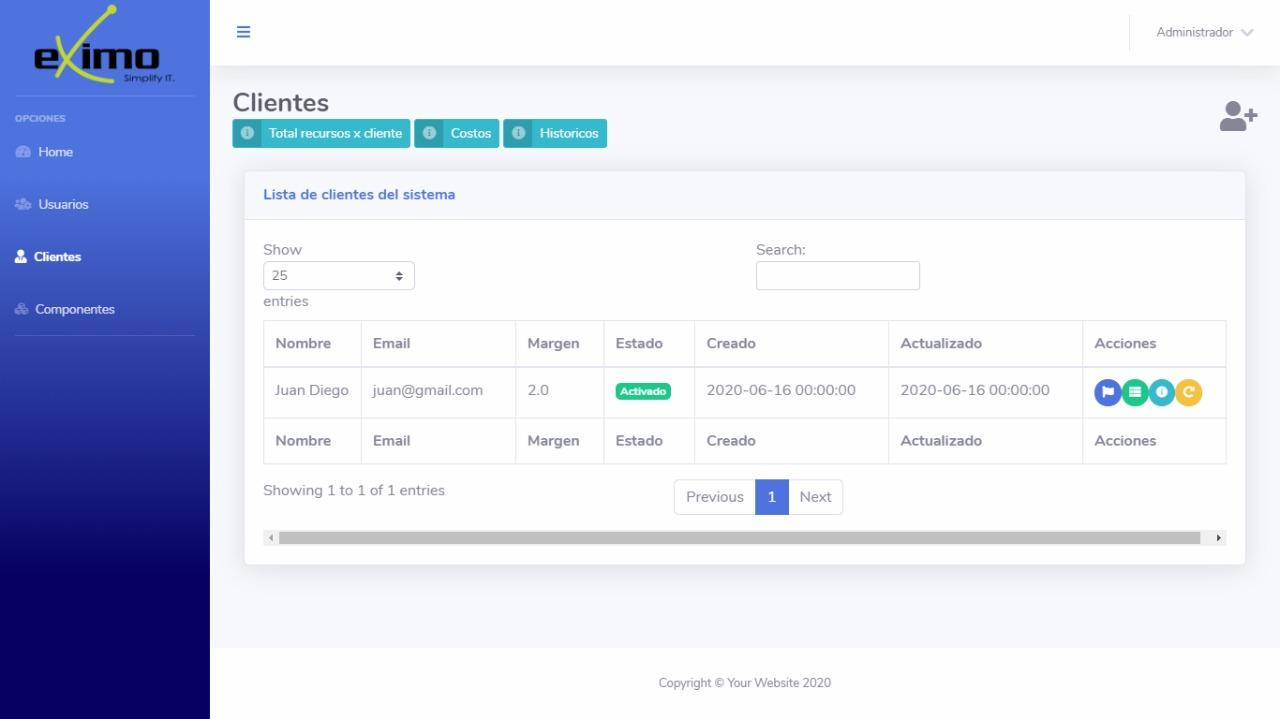 eximo
Simplify IT.
OPCIONES
Home
Usuarios
Clientes
Componentes
Administrador
Clientes
Total recursos x cliente Costos Historicos
Lista de clientes del sistema
Show
25
entries
Search:
Nombre Email Margen Estado Creado Actualizado Acciones
Juan Diego juan@gmail.com 2.0 Activado 2020-06-16 00:00:00 2020-06-16 00:00:00
Nombre Email Margen Estado Creado Actualizado Acciones
Showing 1 to 1 of 1 entries
Previous 1 Next
Copyright © Your Website 2020